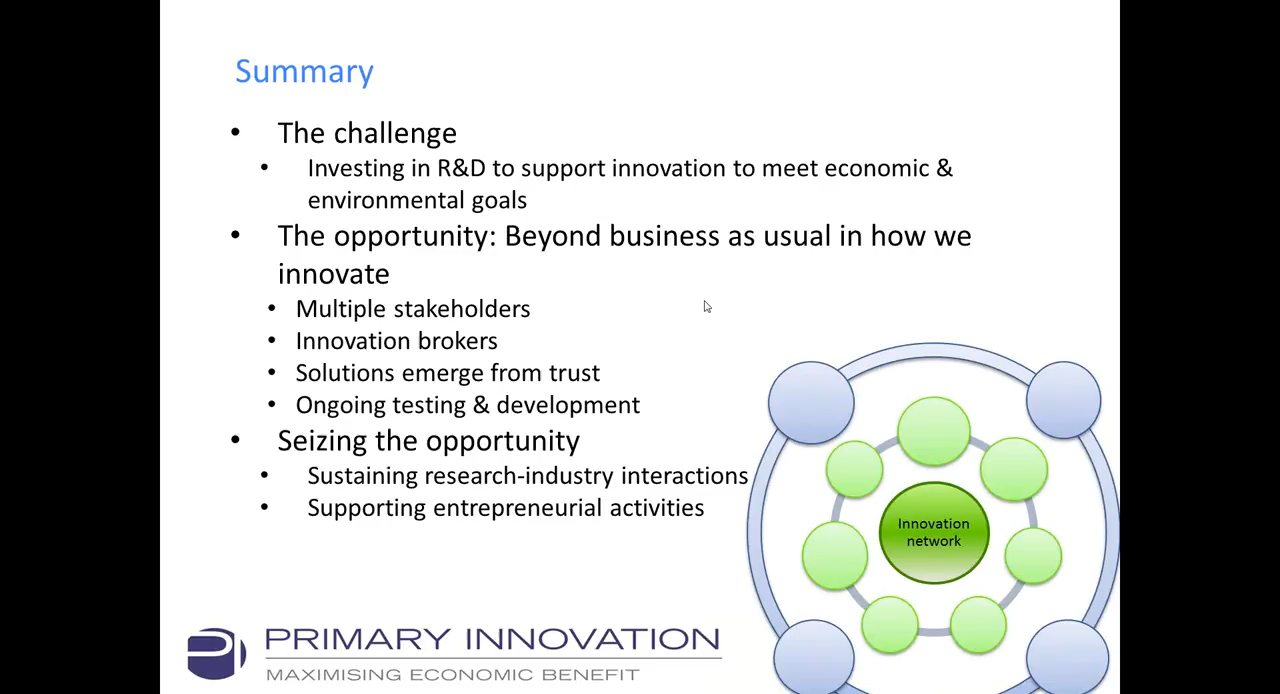 Summary
• The challenge
• Investing in R&D to support innovation to meet economic &
environmental goals
• The opportunity: Beyond business as usual in how we
innovate
• Multiple stakeholders
• Innovation brokers
• Solutions emerge from trust
• Ongoing testing & development
• Seizing the opportunity
• Sustaining research-industry interactions
• Supporting entrepreneurial activities
Innovation
network
PRIMARY INNOVATION
MAXIMISING ECONOMIC BENEFIT